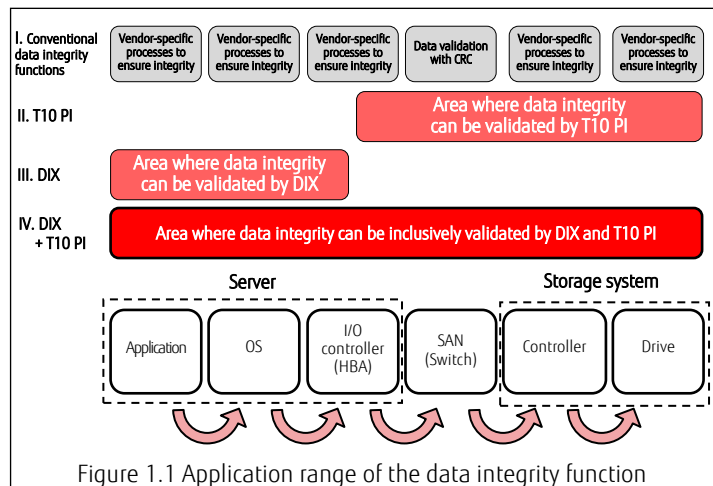 I. Conventional
data integrity
functions
Vendor-specific
processes to
ensure integrity
Vendor-specific
processes to
ensure integrity
Vendor-specific
processes to
ensure integrity
Data validation
with CRC
Vendor-specific
processes to
ensure integrity
Vendor-specific
processes to
ensure integrity
II. T10 PI
Area where data integrity
can be validated by T10 PI
III. DIX
Area where data integrity
can be validated by DIX
IV. DIX
+ T10 PI
Area where data integrity can be inclusively validated by DIX and T10 PI
Server
Storage system
Application
OS
I/O
controller
(HBA)
SAN
(Switch)
Controller
Drive
Figure 1.1 Application range of the data integrity function